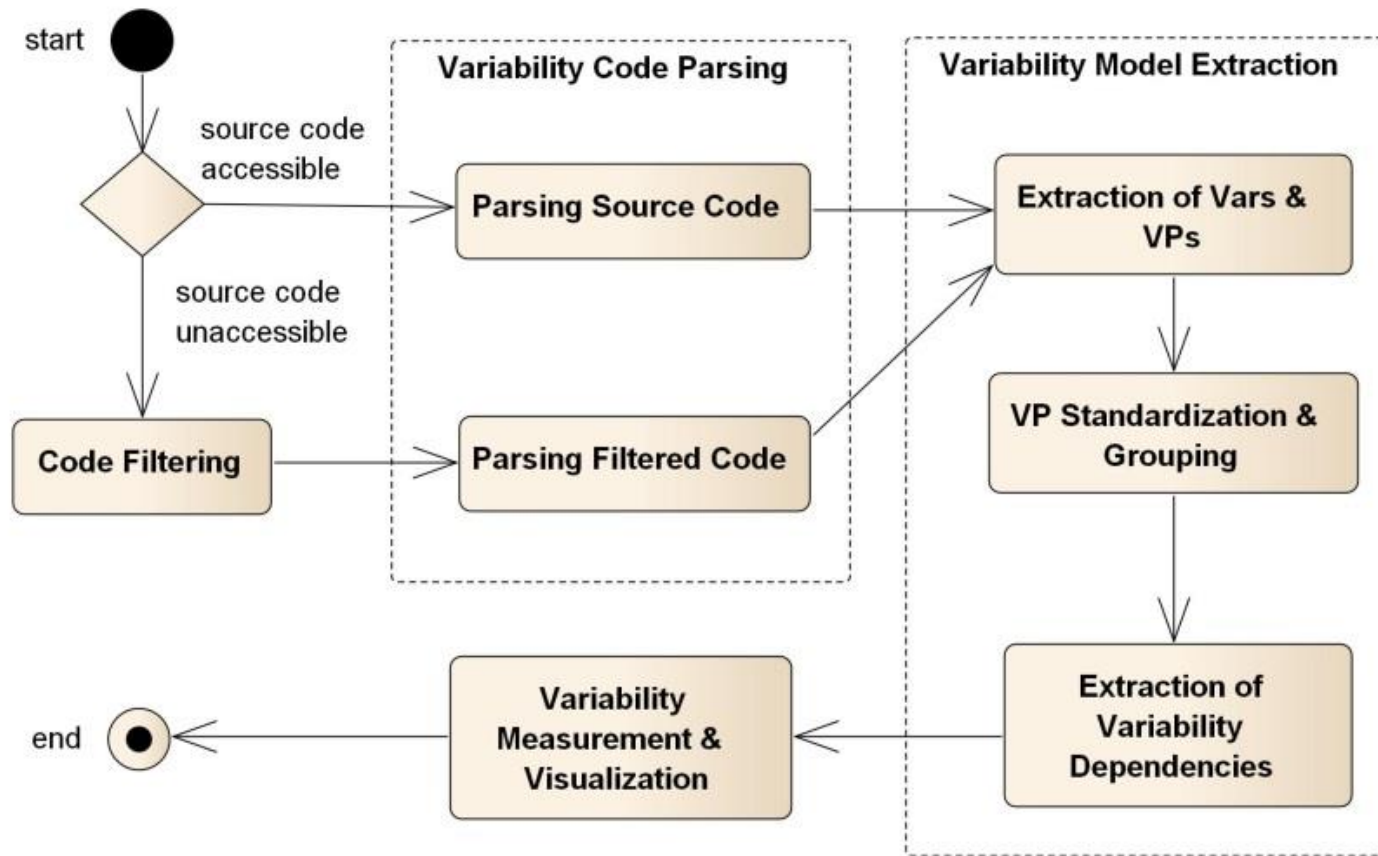 start
Variability Code Parsing
Variability Model Extraction
source code
accessible
Parsing Source Code
Extraction of Vars &
VPs
source code
unaccessible
Code Filtering
Parsing Filtered Code
VP Standardization &
Grouping
end
Variability
Measurement &
Visualization
Extraction of
Variability
Dependencies